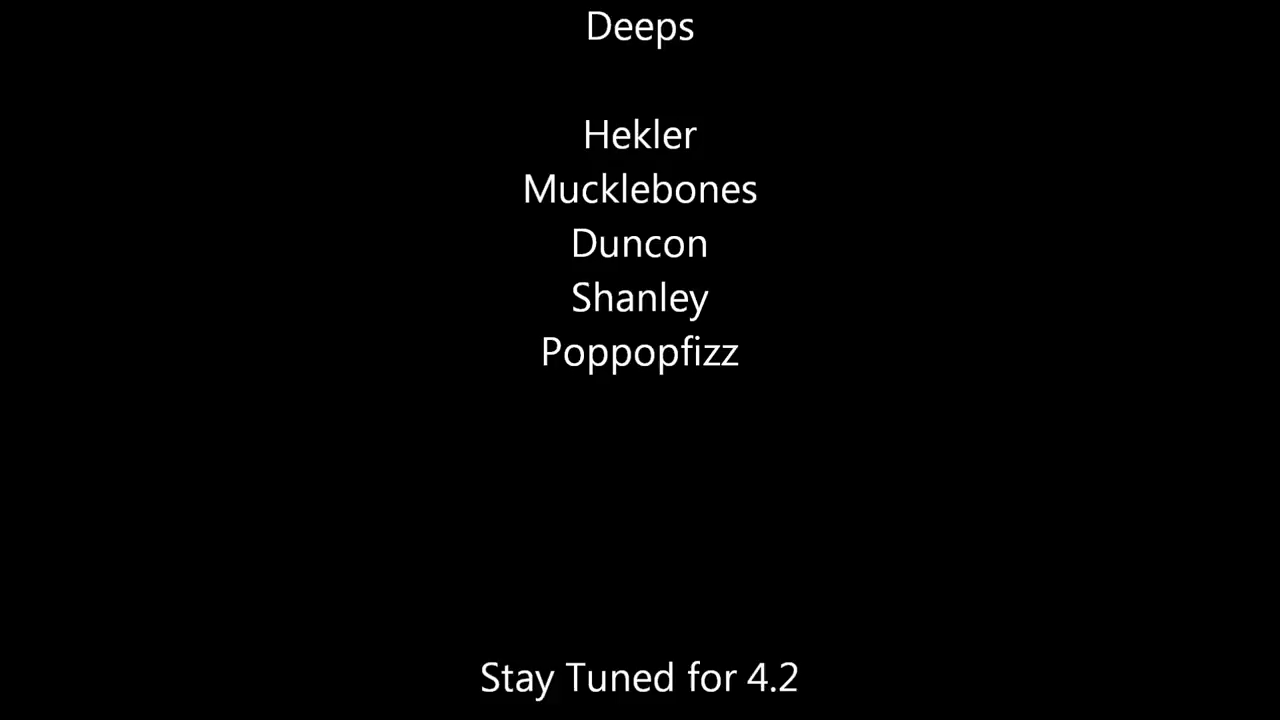 Deeps
Hekler
Mucklebones
Duncon
Shanley
Poppopfizz
Stay Tuned for 4.2